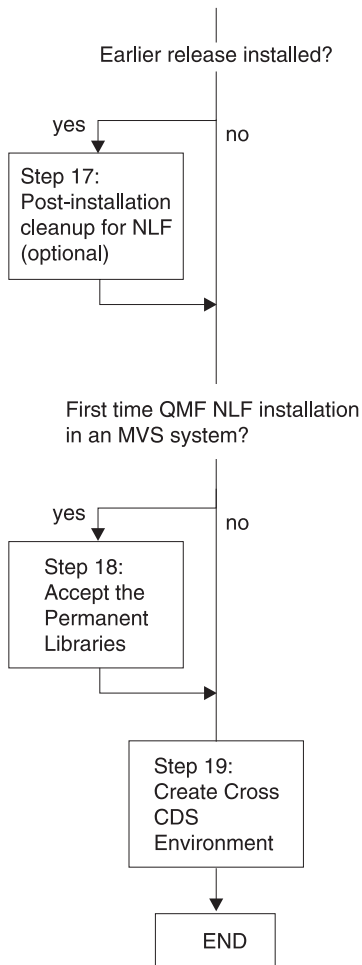 Earlier release installed?
yes
no
Step 17:
Post-installation
cleanup for NLF
(optional)
First time QMF NLF installation
in an MVS system?
yes
no
Step 18:
Accept the
Permanent
Libraries
Step 19:
Create Cross
CDS
Environment
END